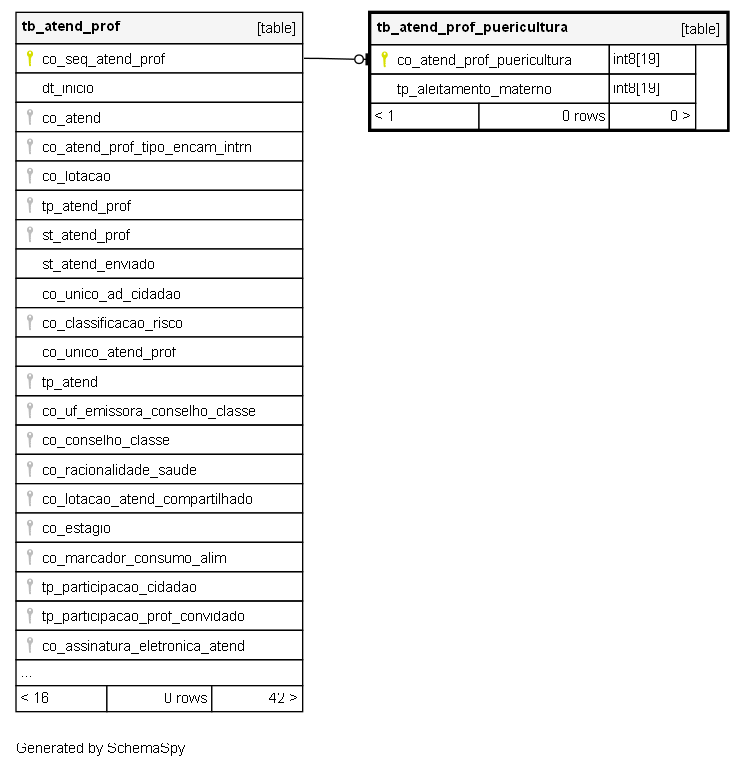 tb_atend_prof [table]
co_seq_atend_prof
dt_inicio
co_atend
co_atend_prof_tipo_encam_intrn
co_lotacao
tp_atend_prof
st_atend_prof
st_atend_enviado
co_unico_ad_cidadao
co_classificacao_risco
co_unico_atend_prof
tp_atend
co_uf_emissora_conselho_classe
co_conselho_classe
co_racionalidade_saude
co_lotacao_atend_compartilhado
co_estagio
co_marcador_consumo_alim
tp_participacao_cidadao
tp_participacao_prof_convidado
co_assinatura_eletronica_atend
...
< 16 0 rows 42 >
tb_atend_prof_puericultura [table]
co_atend_prof_puericultura int8[19]
tp_aleitamento_materno int8[19]
< 1 0 rows 0 >
Generated by SchemaSpy